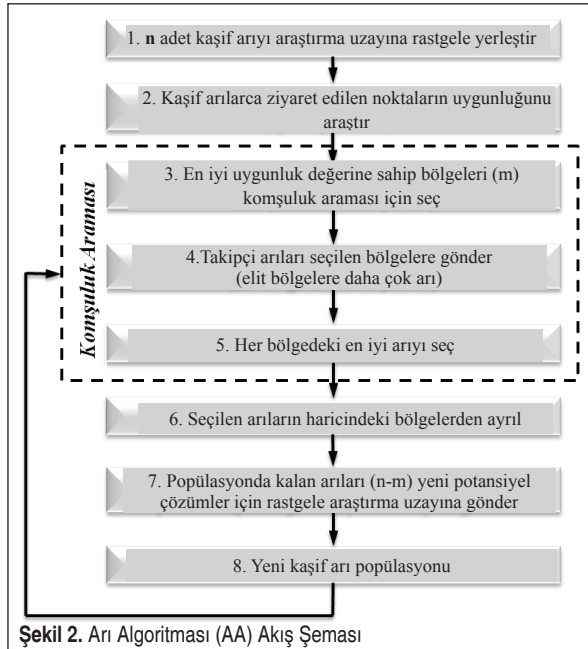 1. n adet kaşif arıyı araştırma uzayına rastgele yerleştir
2. Kaşif arılarca ziyaret edilen noktaların uygunluğunu
araştır
Komşuluk Araması
3. En iyi uygunluk değerine sahip bölgeleri (m)
komşuluk araması için seç
4.Takipçi arıları seçilen bölgelere gönder
(elit bölgelere daha çok arı)
5. Her bölgedeki en iyi arıyı seç
6. Seçilen arıların haricindeki bölgelerden ayrıl
7. Popülasyonda kalan arıları (n-m) yeni potansiyel
çözümler için rastgele araştırma uzayına gönder
8. Yeni kaşif arı popülasyonu
Şekil 2. Arı Algoritması (AA) Akış Şeması